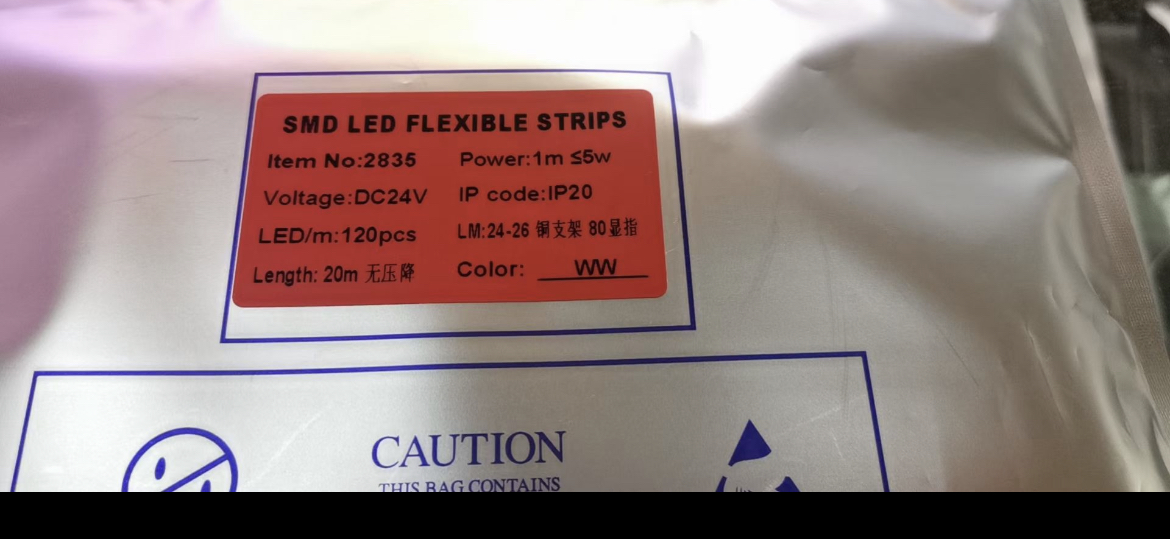 SMD LED FLEXIBLE STRIPS
Item No:2835 Power:1m ≤5w
Voltage:DC24V IP code:IP20
LED/m:120pcs LM:24-26 铜支架 80显指
Length: 20m 无压降 Color: WW
CAUTION
THIS BAG CONTAINS